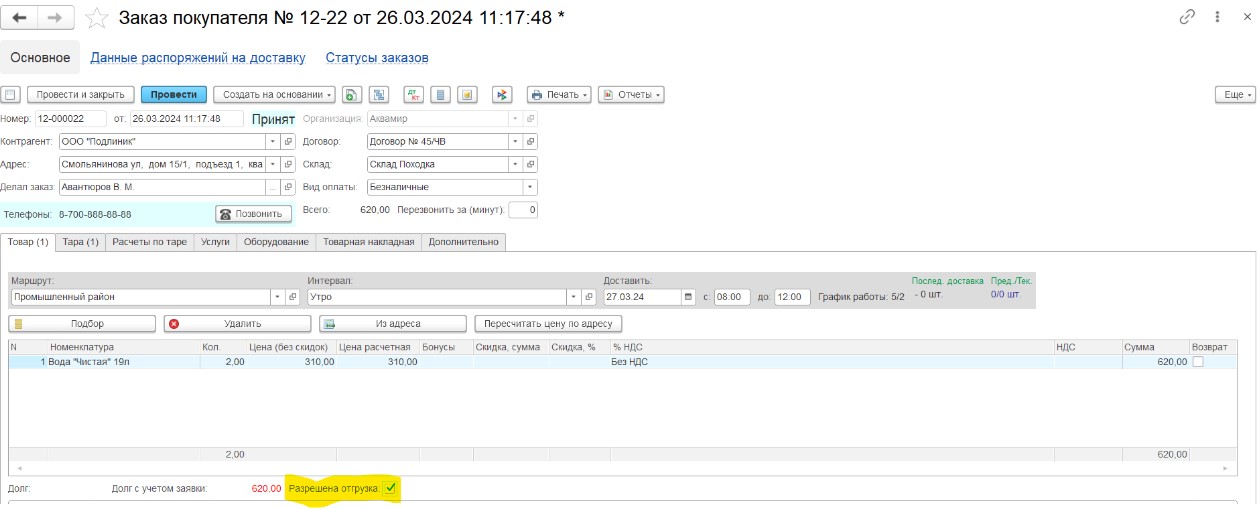 Заказ покупателя № 12-22 от 26.03.2024 11:17:48 *
Основное Данные распоряжений на доставку Статусы заказов
Провести и закрыть Провести Создать на основании Дт Кт Печать Отчеты Еще
Номер: 12-000022 от: 26.03.2024 11:17:48 Принят Организация: Аквамир
Контрагент: ООО "Подлиник" Договор: Договор № 45/ЧВ
Адрес: Смольянинова ул, дом 15/1, подъезд 1, ква Склад: Склад Походка
Делал заказ: Авантюров В. М. ... Вид оплаты: Безналичные
Телефоны: 8-700-888-88-88 Позвонить Всего: 620,00 Перезвонить за (минут): 0
Товар (1) Тара (1) Расчеты по таре Услуги Оборудование Товарная накладная Дополнительно
Маршрут: Интервал: Доставить: Послед. доставка Пред./Тек.
Промышленный район Утро 27.03.24 с: 08:00 до: 12:00 График работы: 5/2 - 0 шт. 0/0 шт.
Подбор Удалить Из адреса Пересчитать цену по адресу
N Номенклатура Кол. Цена (без скидок) Цена расчетная Бонусы Скидка, сумма Скидка, % % НДС НДС Сумма Возврат
1 Вода "Чистая" 19л 2,00 310,00 310,00 Без НДС 620,00
2,00 620,00
Долг: Долг с учетом заявки: 620,00 Разрешена отгрузка: